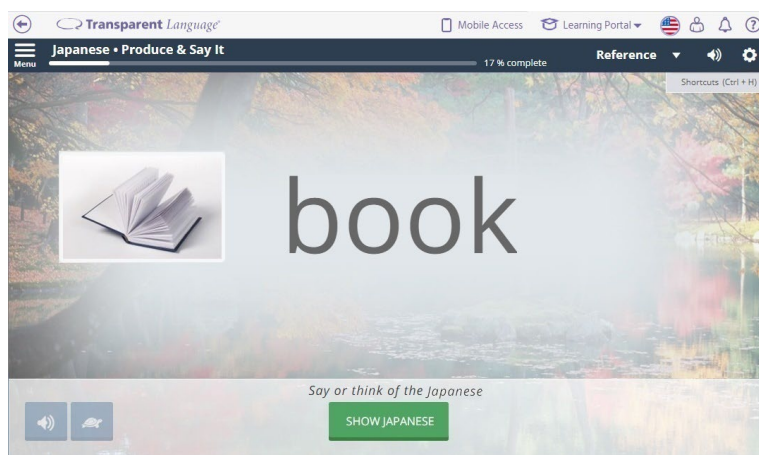 Transparent Language® Mobile Access Learning Portal ?
Menu Japanese • Produce & Say It 17 % complete Reference
Shortcuts (Ctrl + H)
book
Say or think of the Japanese
SHOW JAPANESE